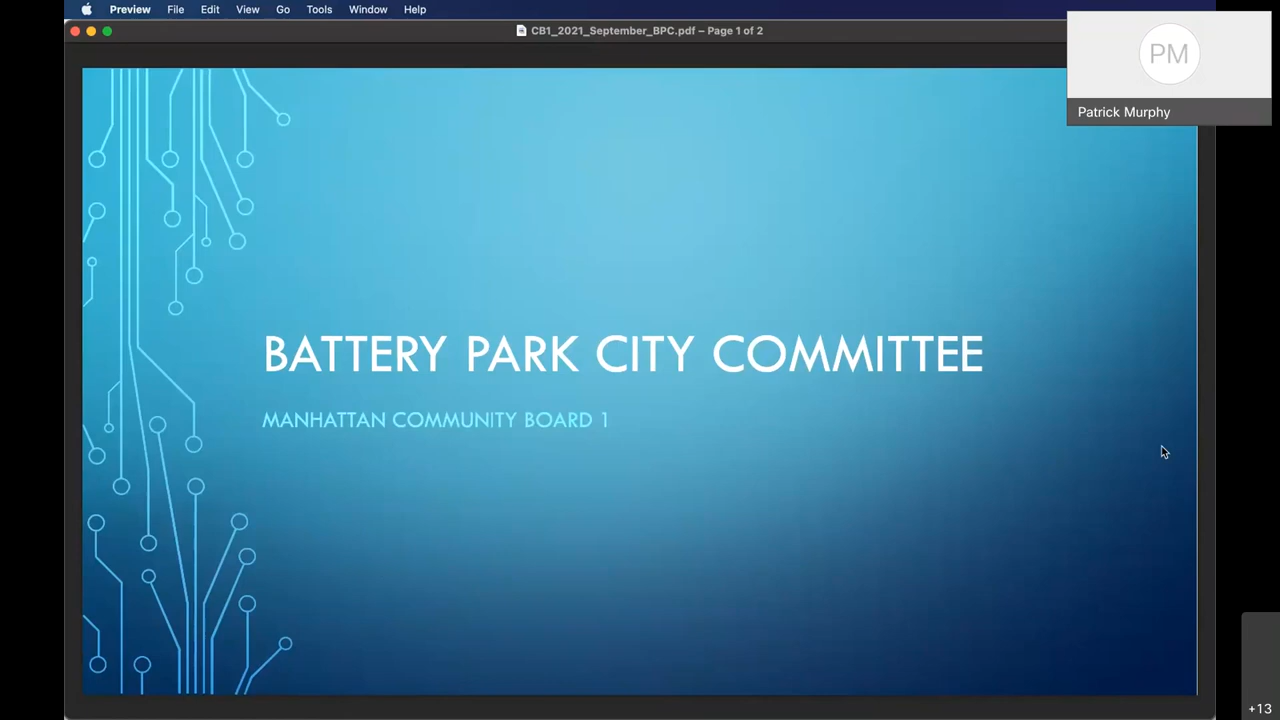 Preview File Edit View Go Tools Window Help
CB1_2021_September_BPC.pdf – Page 1 of 2
PM
Patrick Murphy
BATTERY PARK CITY COMMITTEE
MANHATTAN COMMUNITY BOARD 1
+13